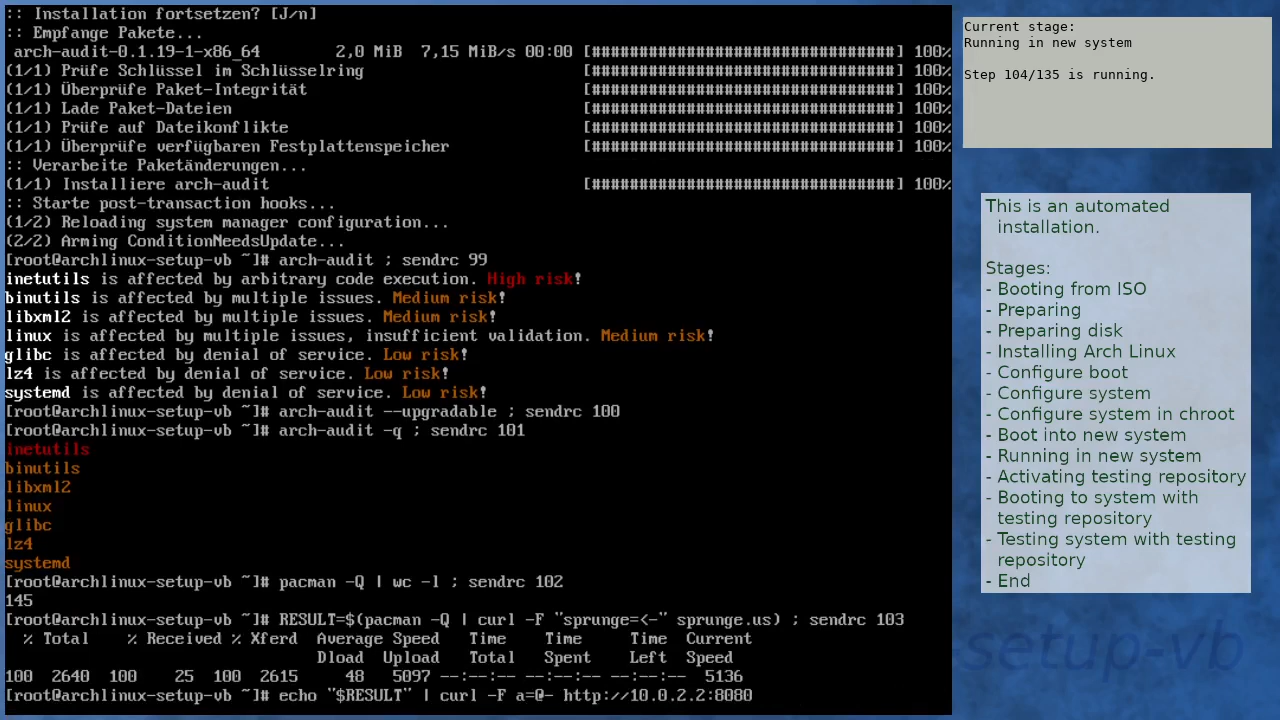 :: Installation fortsetzen? [J/n]
:: Empfange Pakete...
 arch-audit-0.1.19-1-x86_64        2,0 MiB  7,15 MiB/s 00:00 [################################] 100%
(1/1) Prüfe Schlüssel im Schlüsselring                       [################################] 100%
(1/1) Überprüfe Paket-Integrität                             [################################] 100%
(1/1) Lade Paket-Dateien                                     [################################] 100%
(1/1) Prüfe auf Dateikonflikte                               [################################] 100%
(1/1) Überprüfe verfügbaren Festplattenspeicher              [################################] 100%
:: Verarbeite Paketänderungen...
(1/1) Installiere arch-audit                                 [################################] 100%
:: Starte post-transaction hooks...
(1/2) Reloading system manager configuration...
(2/2) Arming ConditionNeedsUpdate...
[root@archlinux-setup-vb ~]# arch-audit ; sendrc 99
inetutils is affected by arbitrary code execution. High risk!
binutils is affected by multiple issues. Medium risk!
libxml2 is affected by multiple issues. Medium risk!
linux is affected by multiple issues, insufficient validation. Medium risk!
glibc is affected by denial of service. Low risk!
lz4 is affected by denial of service. Low risk!
systemd is affected by denial of service. Low risk!
[root@archlinux-setup-vb ~]# arch-audit --upgradable ; sendrc 100
[root@archlinux-setup-vb ~]# arch-audit -q ; sendrc 101
inetutils
binutils
libxml2
linux
glibc
lz4
systemd
[root@archlinux-setup-vb ~]# pacman -Q | wc -l ; sendrc 102
145
[root@archlinux-setup-vb ~]# RESULT=$(pacman -Q | curl -F "sprunge=<-" sprunge.us) ; sendrc 103
  % Total    % Received % Xferd  Average Speed   Time    Time     Time  Current
                                 Dload  Upload   Total   Spent    Left  Speed
100  2640  100    25  100  2615     48   5097 --:--:-- --:--:-- --:--:--  5136
[root@archlinux-setup-vb ~]# echo "$RESULT" | curl -F a=@- http://10.0.2.2:8080
Current stage:
Running in new system
Step 104/135 is running.
This is an automated
installation.
Stages:
- Booting from ISO
- Preparing
- Preparing disk
- Installing Arch Linux
- Configure boot
- Configure system
- Configure system in chroot
- Boot into new system
- Running in new system
- Activating testing repository
- Booting to system with
testing repository
- Testing system with testing
repository
- End
setup-vb